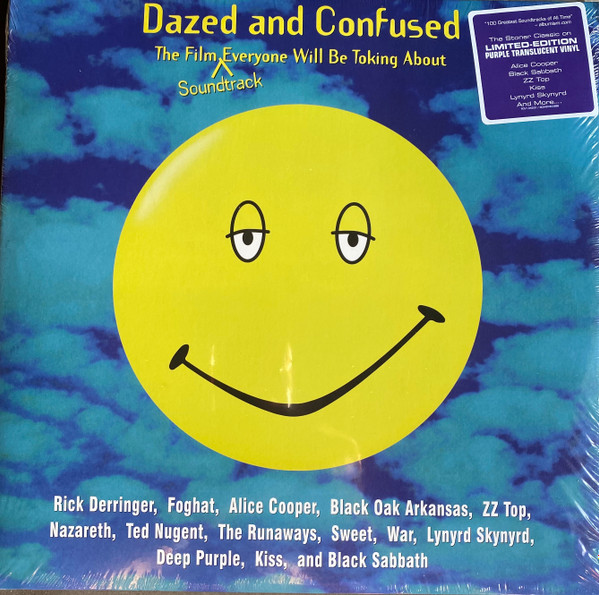 Dazed and Confused
The Film Everyone Will Be Toking About
Soundtrack
"100 Greatest Soundtracks of All Time"
The Stoner Classic on
LIMITED-EDITION
PURPLE TRANSLUCENT VINYL
Alice Cooper
Black Sabbath
ZZ Top
Kiss
Lynyrd Skynyrd
And More...
Rick Derringer, Foghat, Alice Cooper, Black Oak Arkansas, ZZ Top,
Nazareth, Ted Nugent, The Runaways, Sweet, War, Lynyrd Skynyrd,
Deep Purple, Kiss, and Black Sabbath